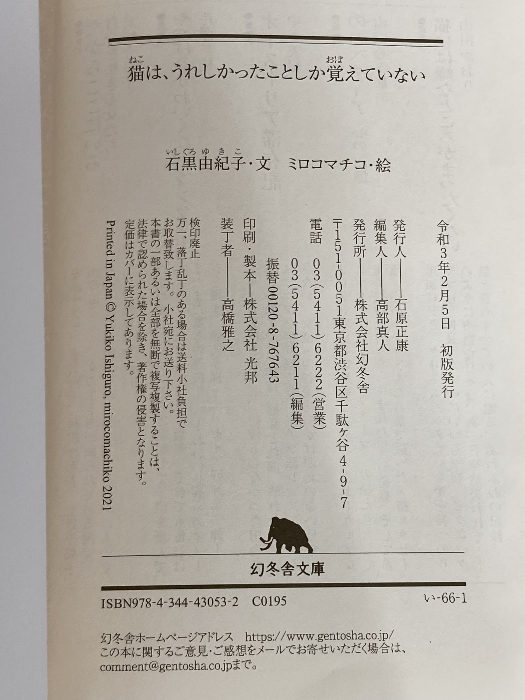 ねこ おぼ
猫は、うれしかったことしか覚えていない
いしぐろ ゆ き こ
石黒由紀子・文 ミロコマチコ・絵
令和3年2月5日 初版発行
発行人――石原正康
編集人――高部真人
発行所――株式会社幻冬舎
〒151-0051東京都渋谷区千駄ヶ谷4-9-7
電話 03(5411)6222(営業)
03(5411)6211(編集)
振替00120-8-767643
印刷・製本――株式会社 光邦
装丁者――高橋雅之
検印廃止
万一、落丁乱丁のある場合は送料小社負担で
お取替致します。小社宛にお送り下さい。
本書の一部あるいは全部を無断で複写複製することは、
法律で認められた場合を除き、著作権の侵害となります。
定価はカバーに表示してあります。
Printed in Japan © Yukiko Ishiguro, mirocomachiko 2021
幻冬舎文庫
ISBN978-4-344-43053-2 C0195 い-66-1
幻冬舎ホームページアドレス https://www.gentosha.co.jp/
この本に関するご意見・ご感想をメールでお寄せいただく場合は、
comment@gentosha.co.jpまで。